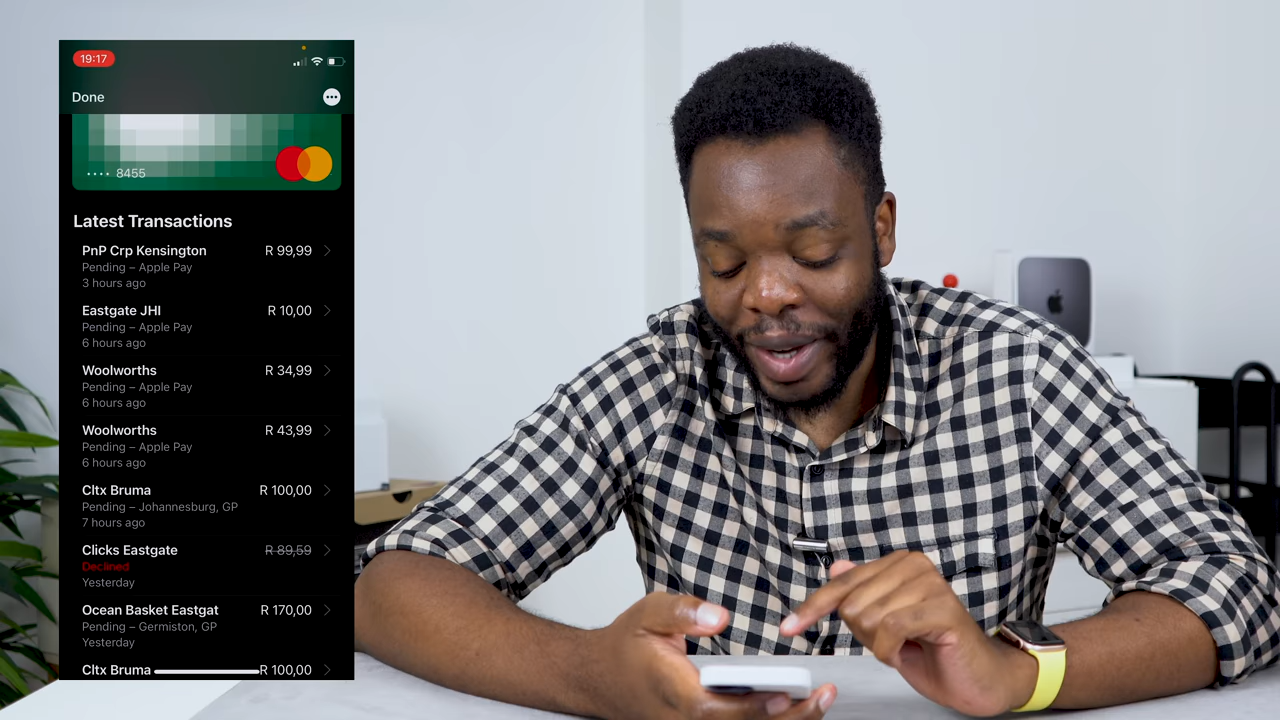 19:17
Done
•••• 8455
Latest Transactions
PnP Crp Kensington R 99,99
Pending – Apple Pay
3 hours ago
Eastgate JHI R 10,00
Pending – Apple Pay
6 hours ago
Woolworths R 34,99
Pending – Apple Pay
6 hours ago
Woolworths R 43,99
Pending – Apple Pay
6 hours ago
Cltx Bruma R 100,00
Pending – Johannesburg, GP
7 hours ago
Clicks Eastgate R 89,59
Declined
Yesterday
Ocean Basket Eastgat R 170,00
Pending – Germiston, GP
Yesterday
Cltx Bruma R 100,00